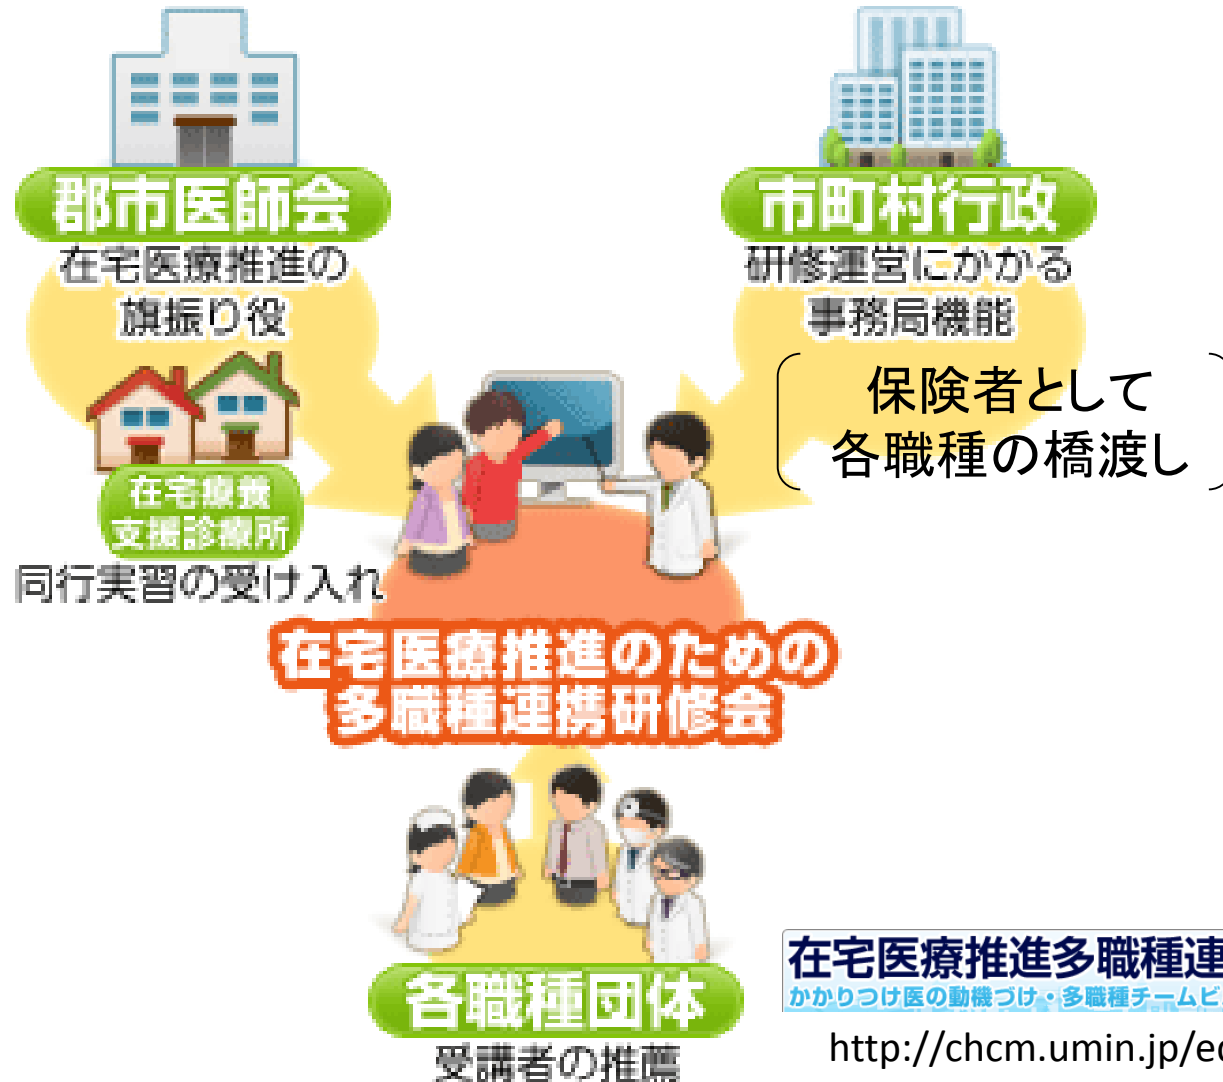 郡市医師会
在宅医療推進の
旗振り役
在宅療養
支援診療所
同行実習の受け入れ
市町村行政
研修運営にかかる
事務局機能
保険者として
各職種の橋渡し
在宅医療推進のための
多職種連携研修会
各職種団体
受講者の推薦
在宅医療推進多職種連
かかりつけ医の動機づけ・多職種チームビ
http://chcm.umin.jp/ed